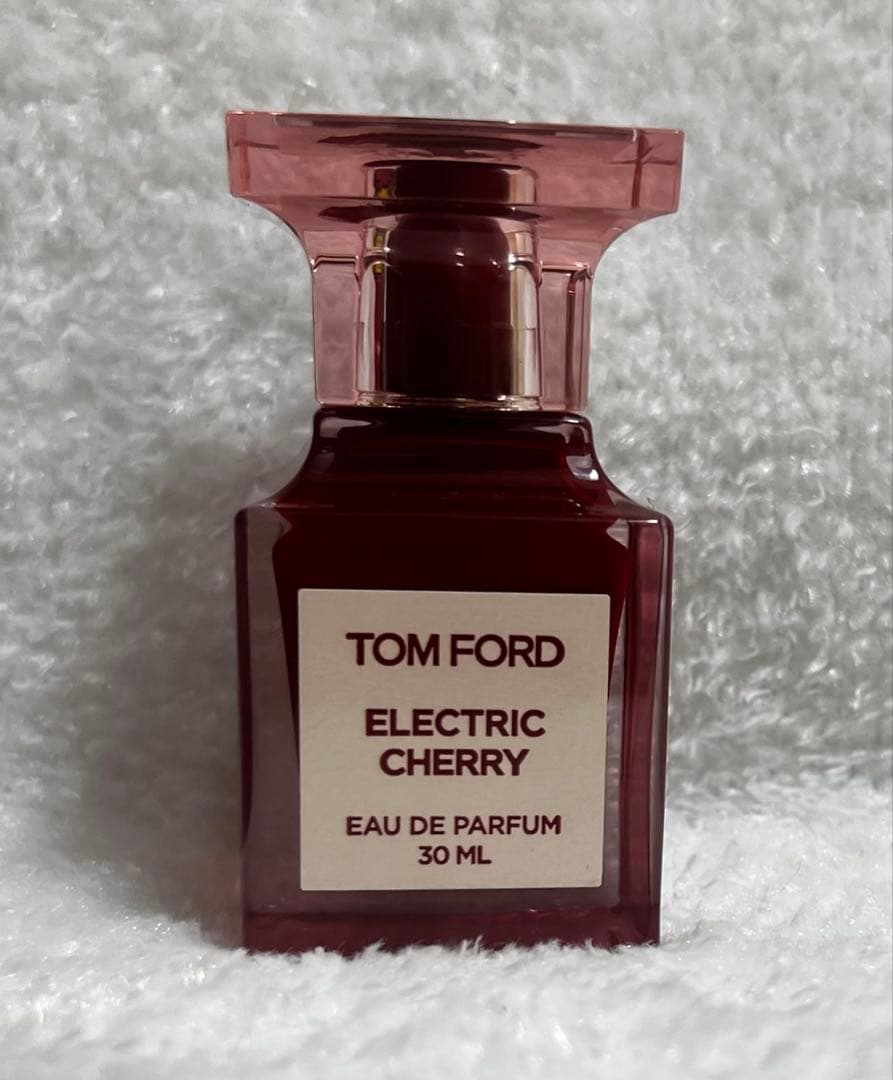 TOM FORD
ELECTRIC
CHERRY
EAU DE PARFUM
30 ML